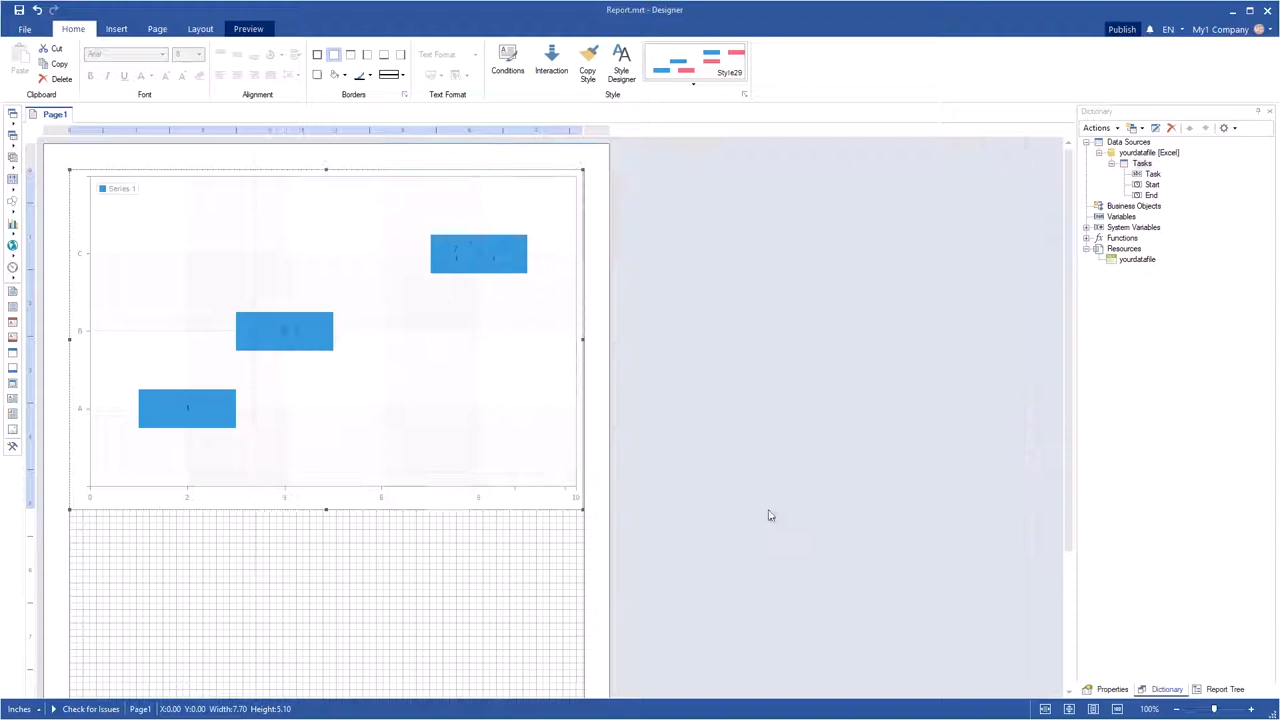 Report.mrt - Designer
File
Home
Insert
Page
Layout
Preview
Publish
EN
My1 Company
Paste
Cut
Copy
Delete
Clipboard
Arial
8
B
I
U
A
Font
Alignment
Borders
Text Format
Text Format
Conditions
Interaction
Copy
Style
Style
Designer
Style29
Style
Page1
Dictionary
Actions
Data Sources
yourdatafile [Excel]
Tasks
Task
Start
End
Business Objects
Variables
System Variables
Functions
Resources
yourdatafile
Series 1
C
B
A
0
2
4
6
8
10
Properties
Dictionary
Report Tree
Inches
Check for Issues
Page1
X:0.00 Y:0.00 Width:7.70 Height:5.10
100%